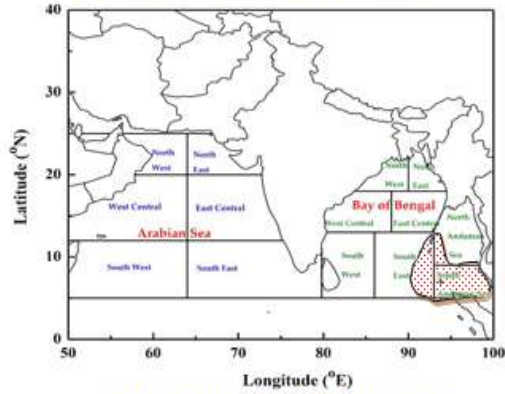 40
30
20
10
0
Latitude (°N)
50 60 70 80 90 100
Longitude (°E)
North
West
North
East
West Central
East Central
Arabian Sea
South West
South East
North
West
North
East
Bay of Bengal
West Central
East Central
South
West
South
East
North
Andaman
Sea
South